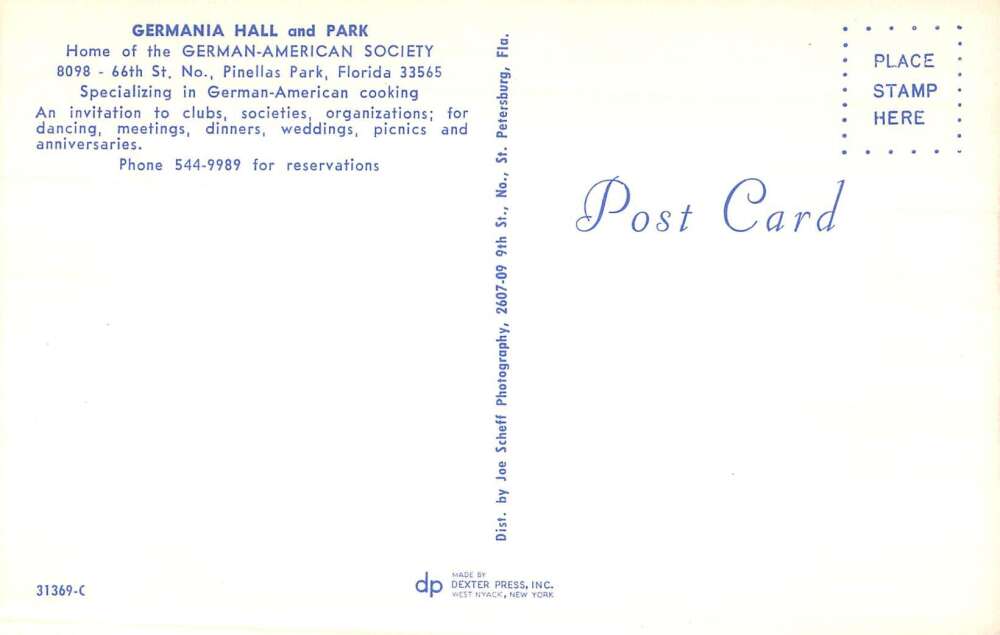 GERMANIA HALL and PARK
Home of the GERMAN-AMERICAN SOCIETY
8098 - 66th St. No., Pinellas Park, Florida 33565
Specializing in German-American cooking
An invitation to clubs, societies, organizations; for
dancing, meetings, dinners, weddings, picnics and
anniversaries.
Phone 544-9989 for reservations
Dist. by Joe Scheff Photography, 2607-09 9th St., No., St. Petersburg, Fla.
PLACE
STAMP
HERE
Post Card
31369-C
dp
MADE BY
DEXTER PRESS, INC.
WEST NYACK, NEW YORK